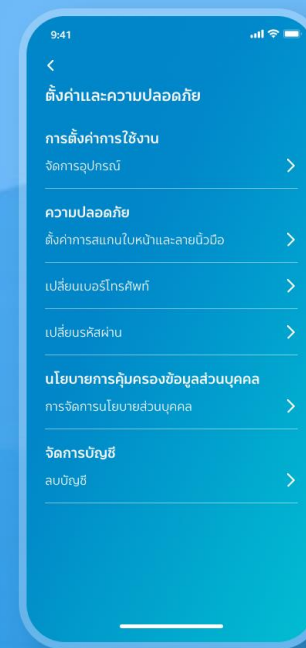 9:41
ตั้งค่าและความปลอดภัย
การตั้งค่าการใช้งาน
จัดการอุปกรณ์
ความปลอดภัย
ตั้งค่าการสแกนใบหน้าและลายนิ้วมือ
เปลี่ยนเบอร์โทรศัพท์
เปลี่ยนรหัสผ่าน
นโยบายการคุ้มครองข้อมูลส่วนบุคคล
การจัดการนโยบายส่วนบุคคล
จัดการบัญชี
ลบบัญชี